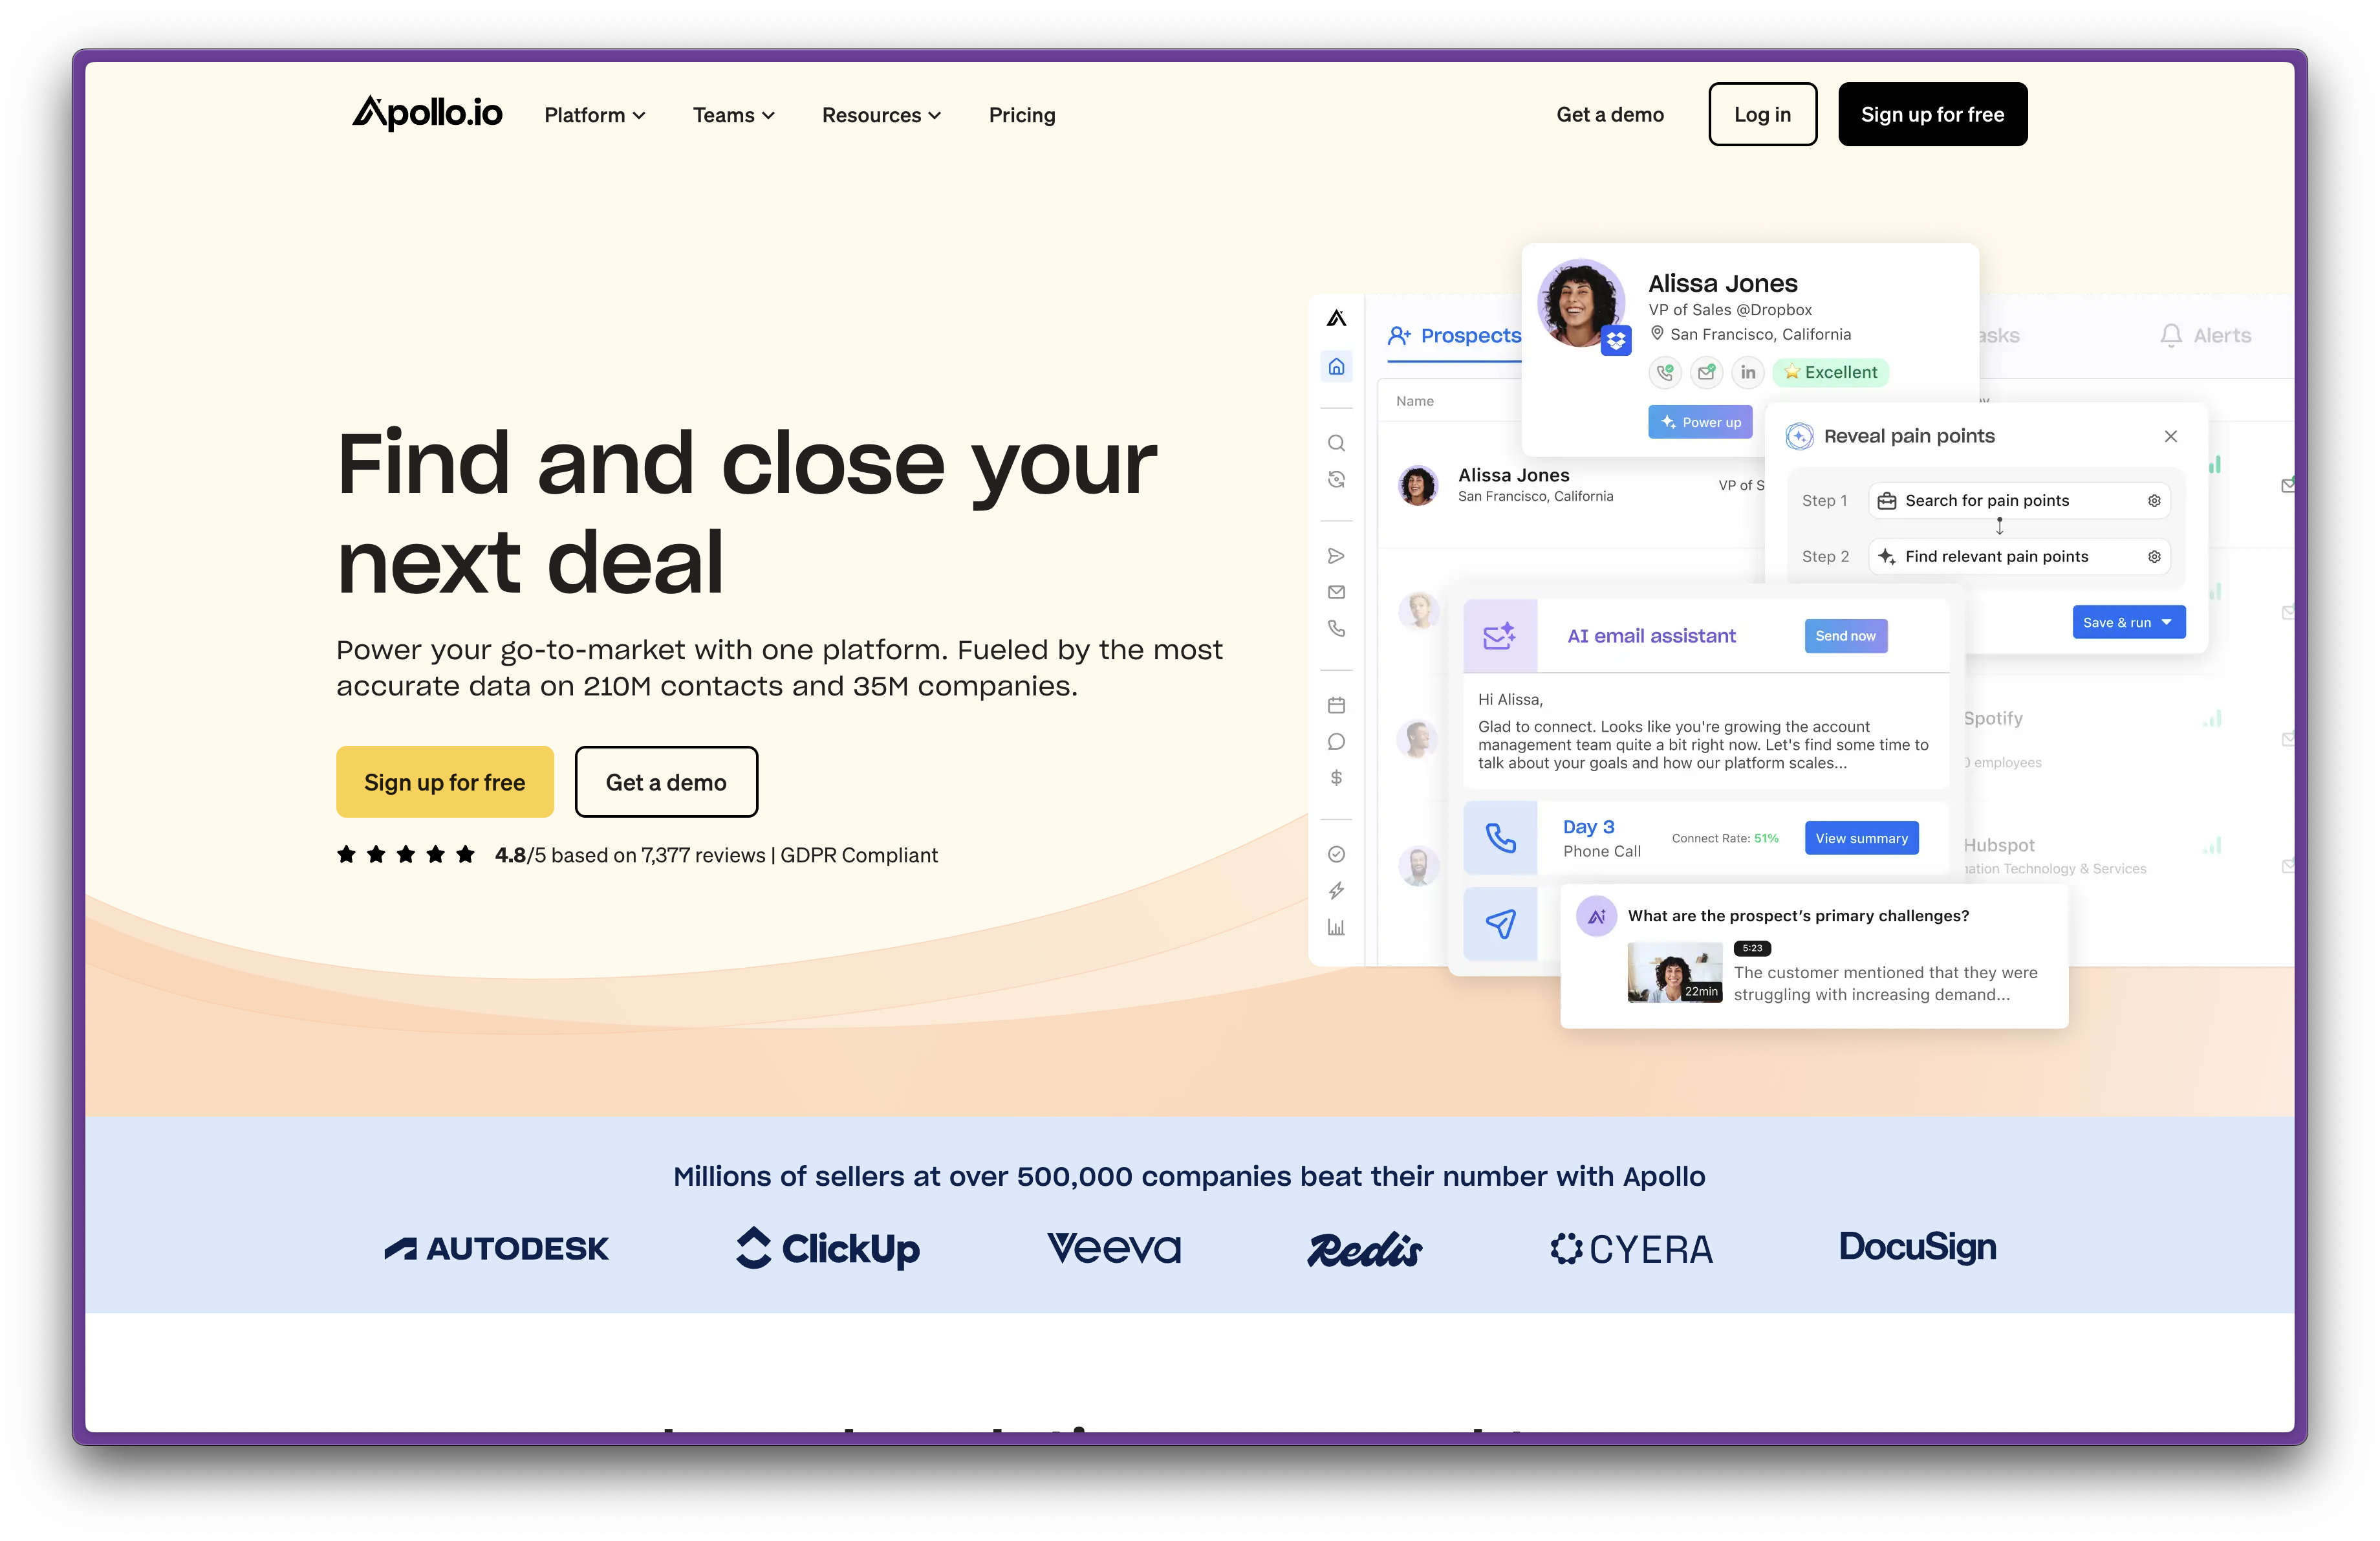 Apollo.io
Platform
Teams
Resources
Pricing
Get a demo
Log in
Sign up for free
Find and close your
next deal
Power your go-to-market with one platform. Fueled by the most
accurate data on 210M contacts and 35M companies.
Sign up for free
Get a demo
4.8/5 based on 7,377 reviews | GDPR Compliant
Prospects
Alerts
Name
Alissa Jones
VP of Sales @Dropbox
San Francisco, California
in
Excellent
Power up
Alissa Jones
San Francisco, California
VP of S
Reveal pain points
Step 1
Search for pain points
Step 2
Find relevant pain points
Save & run
AI email assistant
Send now
Hi Alissa,
Glad to connect. Looks like you're growing the account
management team quite a bit right now. Let's find some time to
talk about your goals and how our platform scales...
Spotify
employees
Day 3
Phone Call
Connect Rate: 51%
View summary
Hubspot
Technology & Services
What are the prospect's primary challenges?
5:23
22min
The customer mentioned that they were
struggling with increasing demand...
Millions of sellers at over 500,000 companies beat their number with Apollo
AUTODESK
ClickUp
Veeva
Redis
CYERA
DocuSign